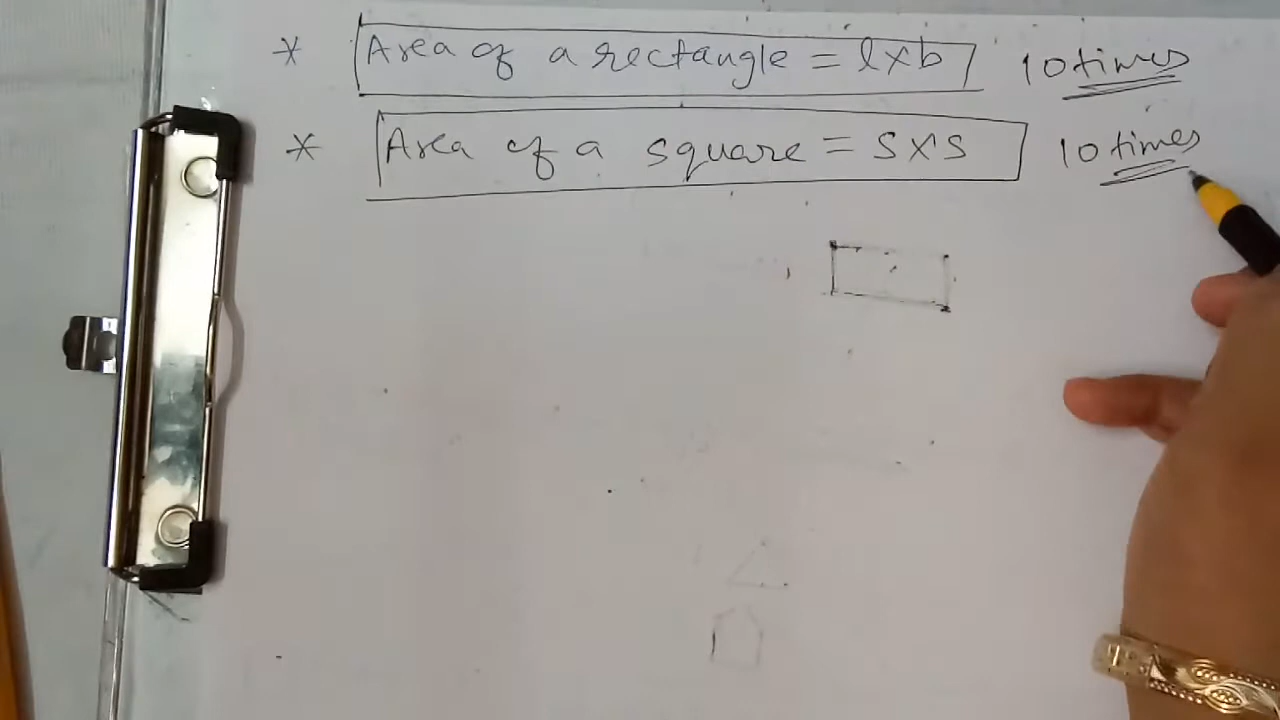 * Area of a rectangle = l x b 10 times
* Area of a square = s x s 10 times